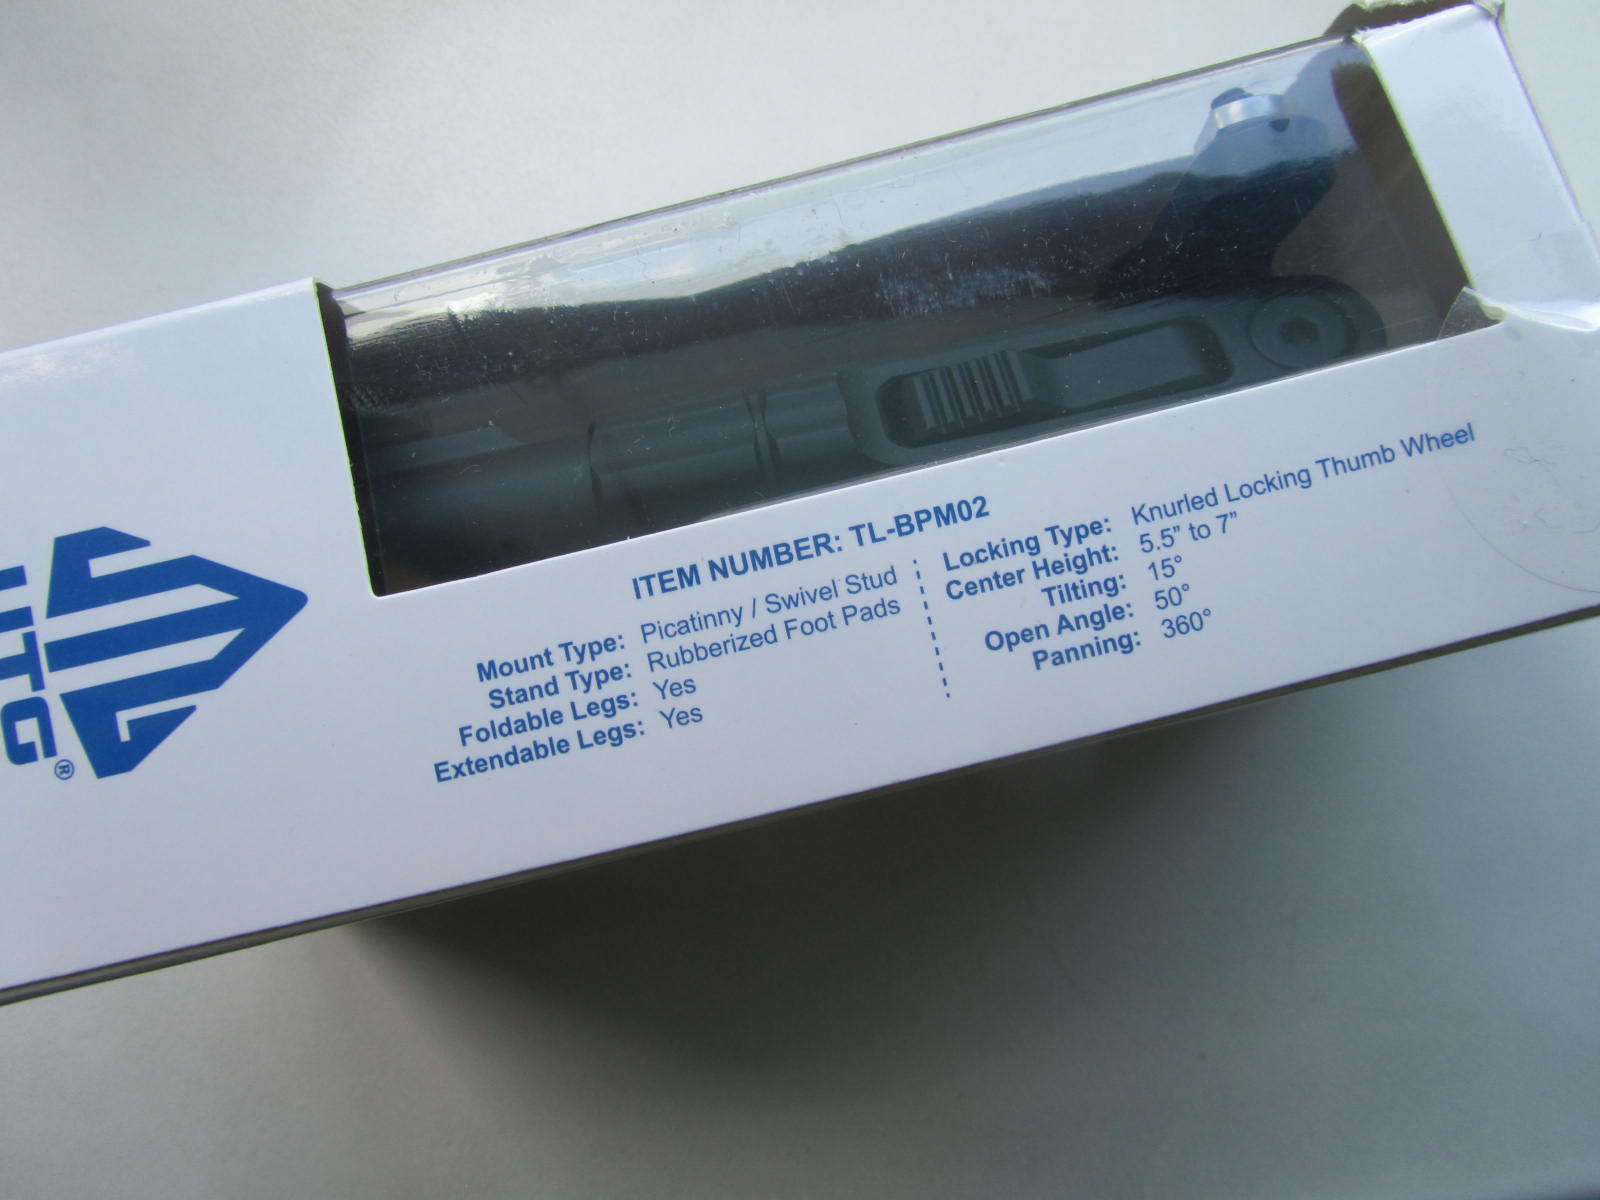 UTG®
ITEM NUMBER: TL-BPM02
Mount Type: Picatinny / Swivel Stud
Stand Type: Rubberized Foot Pads
Foldable Legs: Yes
Extendable Legs: Yes
Locking Type: Knurled Locking Thumb Wheel
Center Height: 5.5” to 7”
Tilting: 15°
Open Angle: 50°
Panning: 360°